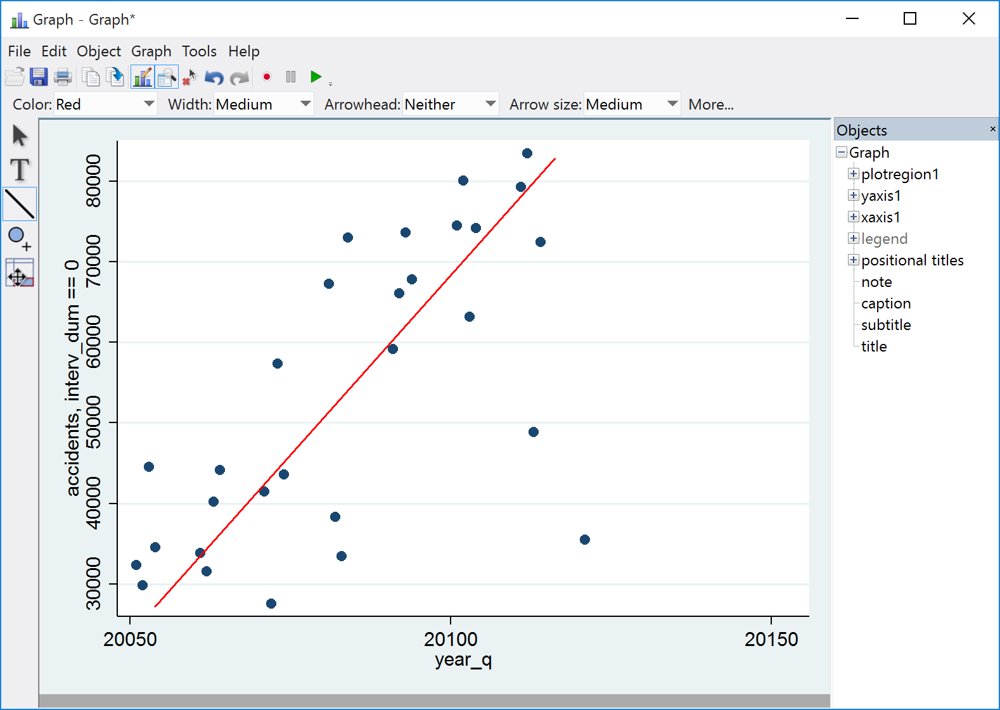 Graph - Graph*
File Edit Object Graph Tools Help
Color: Red Width: Medium Arrowhead: Neither Arrow size: Medium More...
T
Objects
Graph
plotregion1
yaxis1
xaxis1
legend
positional titles
note
caption
subtitle
title
accidents, interv_dum == 0
80000
70000
60000
50000
40000
30000
20050 20100 20150
year_q